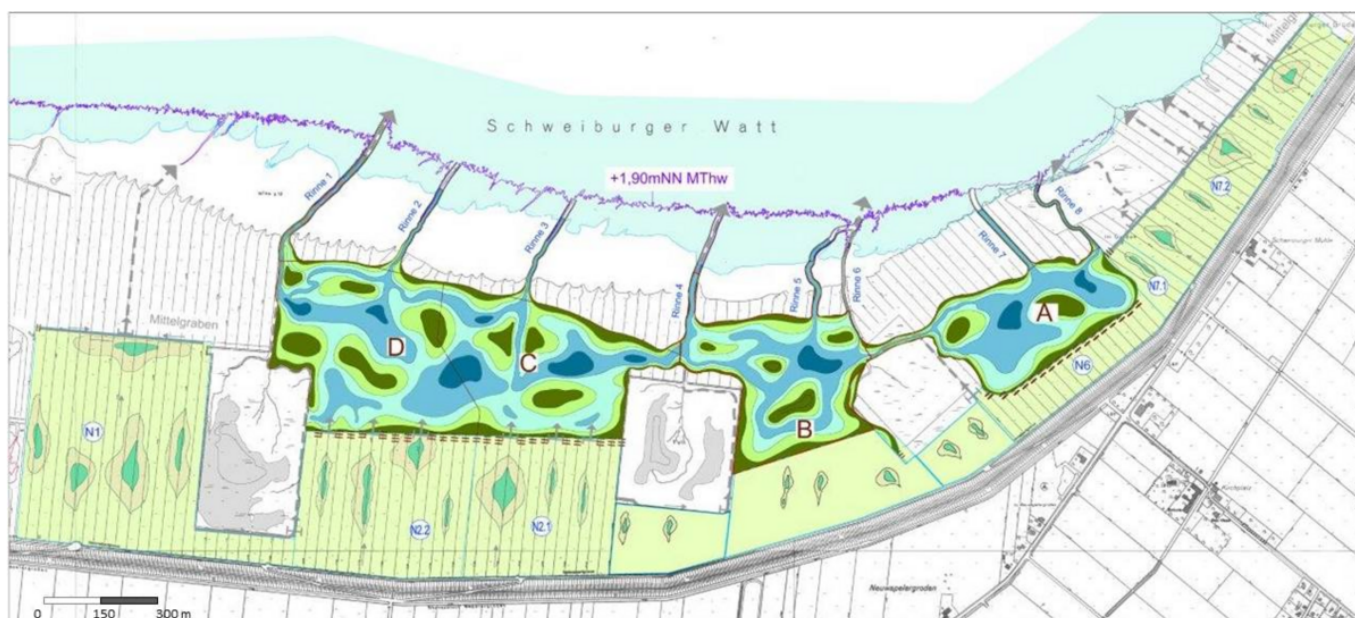 Schweiburger Watt
+1,90mNN MThw
Rinne 1
Rinne 2
Rinne 3
Rinne 4
Rinne 5
Rinne 6
Rinne 7
Rinne 8
N7.2
N7.1
Mittelgraben
A
D
C
B
N6
N1
N2.2
N2.1
Kirchplatz
Neuwapelergroden
0 150 300 m